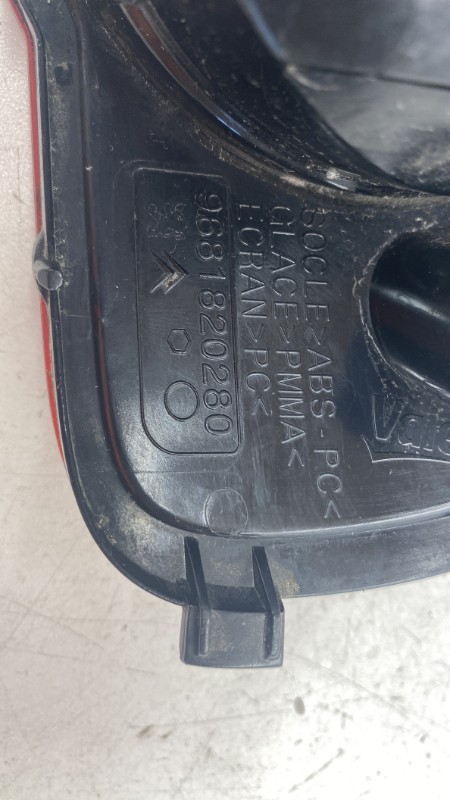 SOCLE>ABS-PC<
GLACE>PMMA<
ECRAN>PC<
9681820280